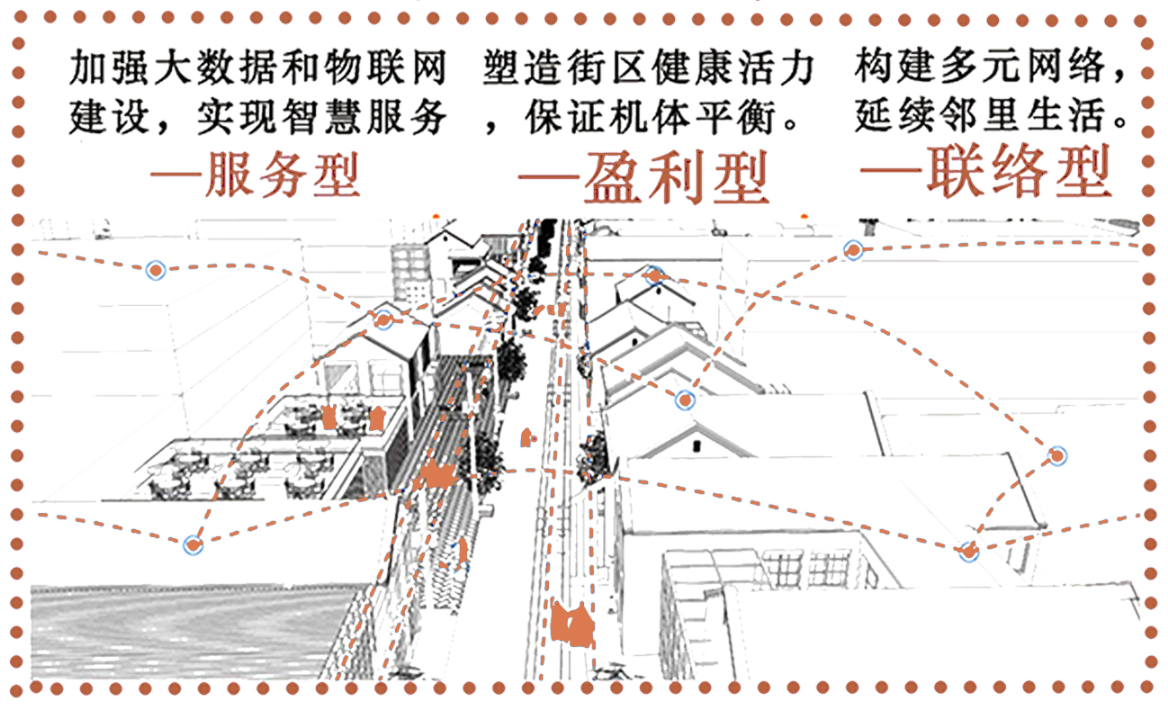 加强大数据和物联网
建设，实现智慧服务
—服务型
塑造街区健康活力
，保证机体平衡。
—盈利型
构建多元网络，
延续邻里生活。
—联络型